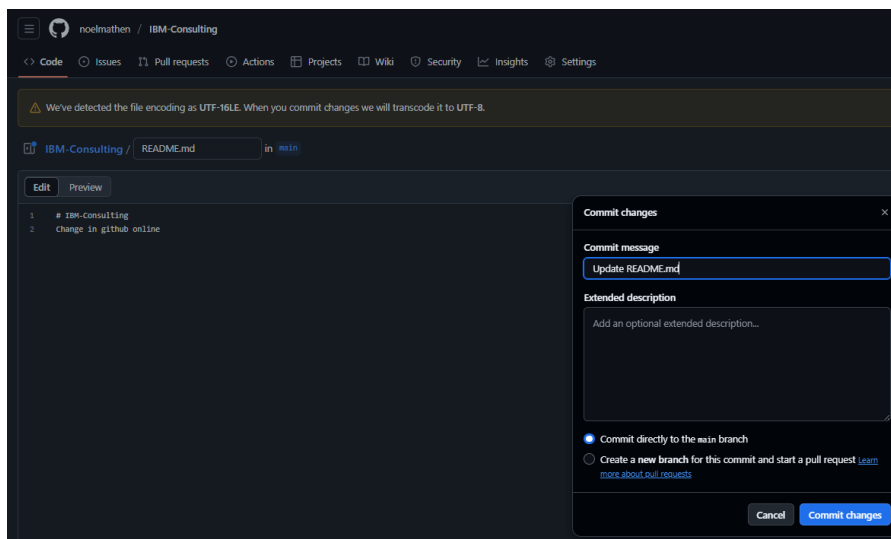 noelmathen / IBM-Consulting
Code Issues Pull requests Actions Projects Wiki Security Insights Settings
We've detected the file encoding as UTF-16LE. When you commit changes we will transcode it to UTF-8.
IBM-Consulting / README.md in main
Edit Preview
1 # IBM-Consulting
2 Change in github online
Commit changes
Commit message
Update README.md
Extended description
Add an optional extended description...
Commit directly to the main branch
Create a new branch for this commit and start a pull request Learn
more about pull requests
Cancel Commit changes